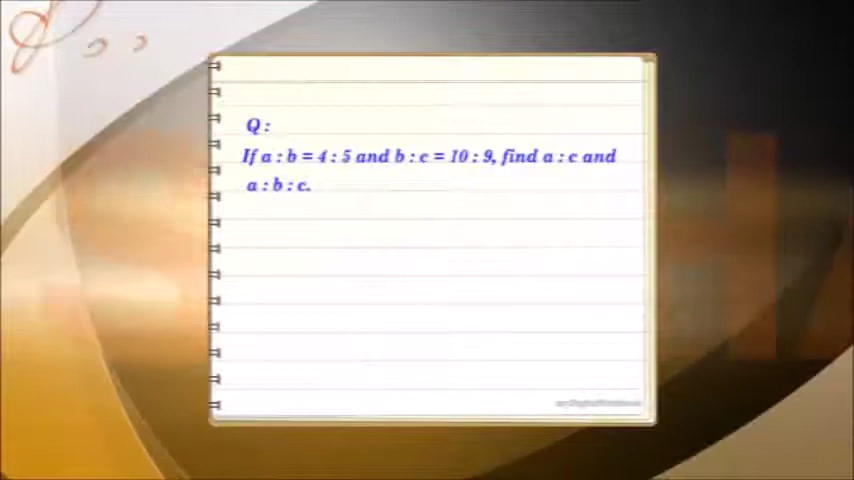 Q :
If a : b = 4 : 5 and b : c = 10 : 9, find a : c and
a : b : c.